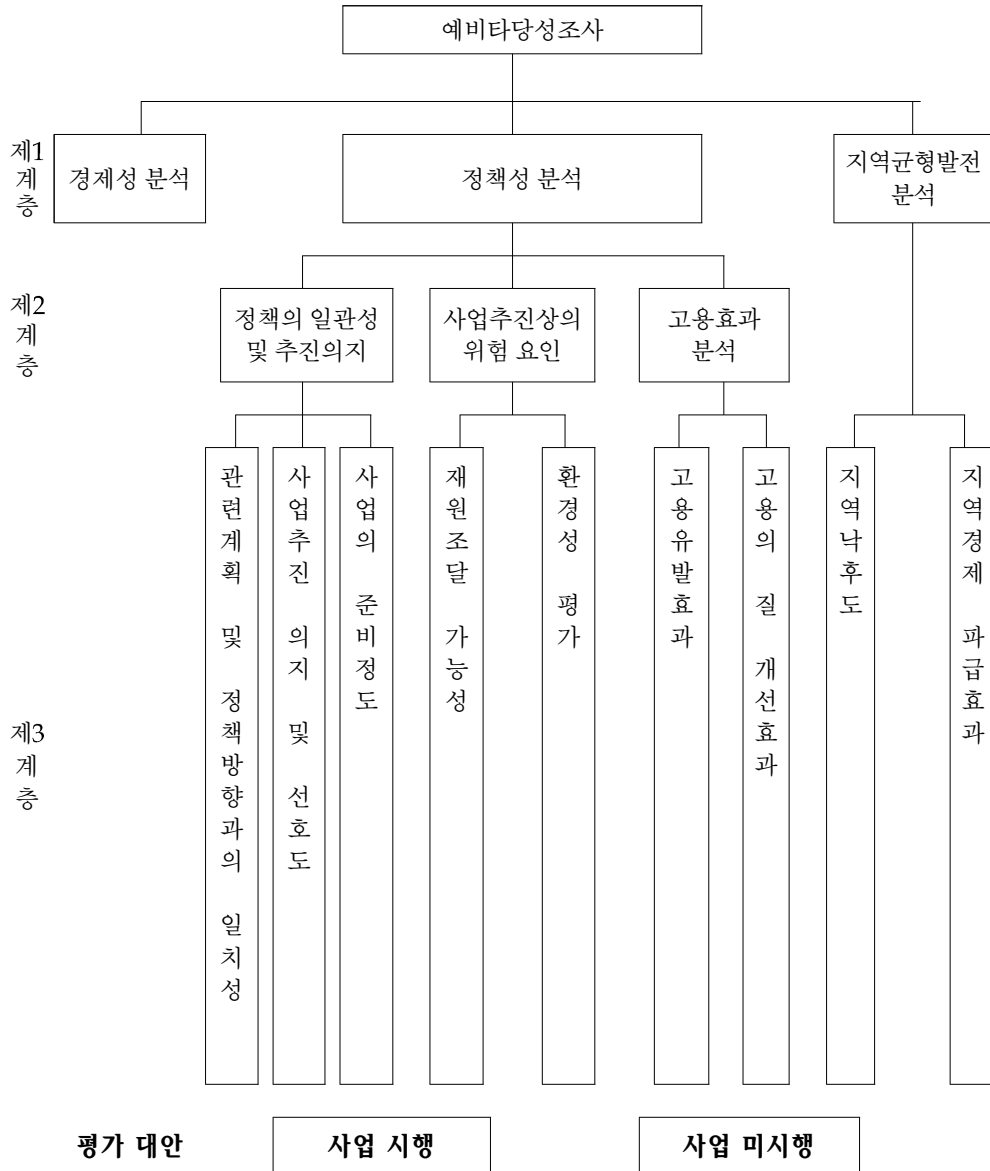 예비타당성조사
제1
계
층
경제성 분석
정책성 분석
지역균형발전
분석
제2
계
층
정책의 일관성
및 추진의지
사업추진상의
위험 요인
고용효과
분석
제3
계
층
관련계획 및 정책방향과의 일치성
사업추진 의지 및 선호도
사업의 준비정도
재원조달 가능성
환경성 평가
고용유발효과
고용의 질 개선효과
지역낙후도
지역경제 파급효과
평가 대안
사업 시행
사업 미시행